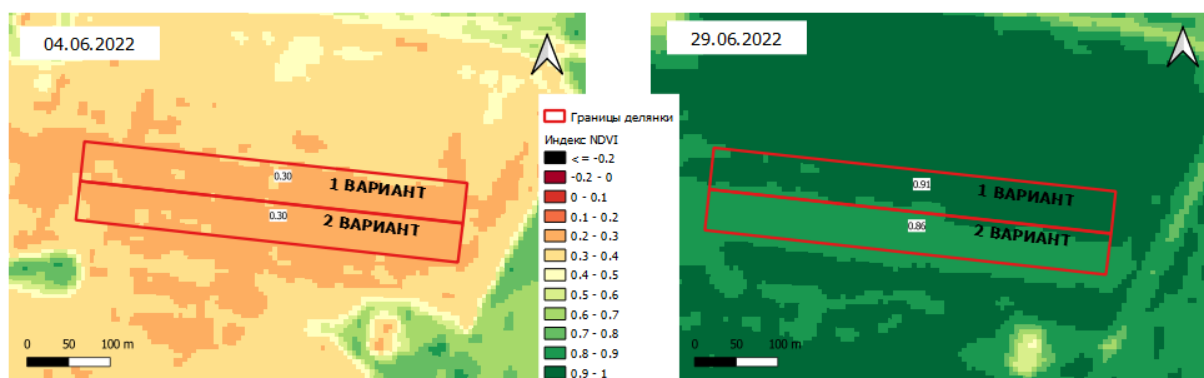 04.06.2022
0.30
1 ВАРИАНТ
0.30
2 ВАРИАНТ
0 50 100 m
Границы делянки
Индекс NDVI
<= -0.2
-0.2 - 0
0 - 0.1
0.1 - 0.2
0.2 - 0.3
0.3 - 0.4
0.4 - 0.5
0.5 - 0.6
0.6 - 0.7
0.7 - 0.8
0.8 - 0.9
0.9 - 1
29.06.2022
0.91
1 ВАРИАНТ
0.86
2 ВАРИАНТ
0 50 100 m